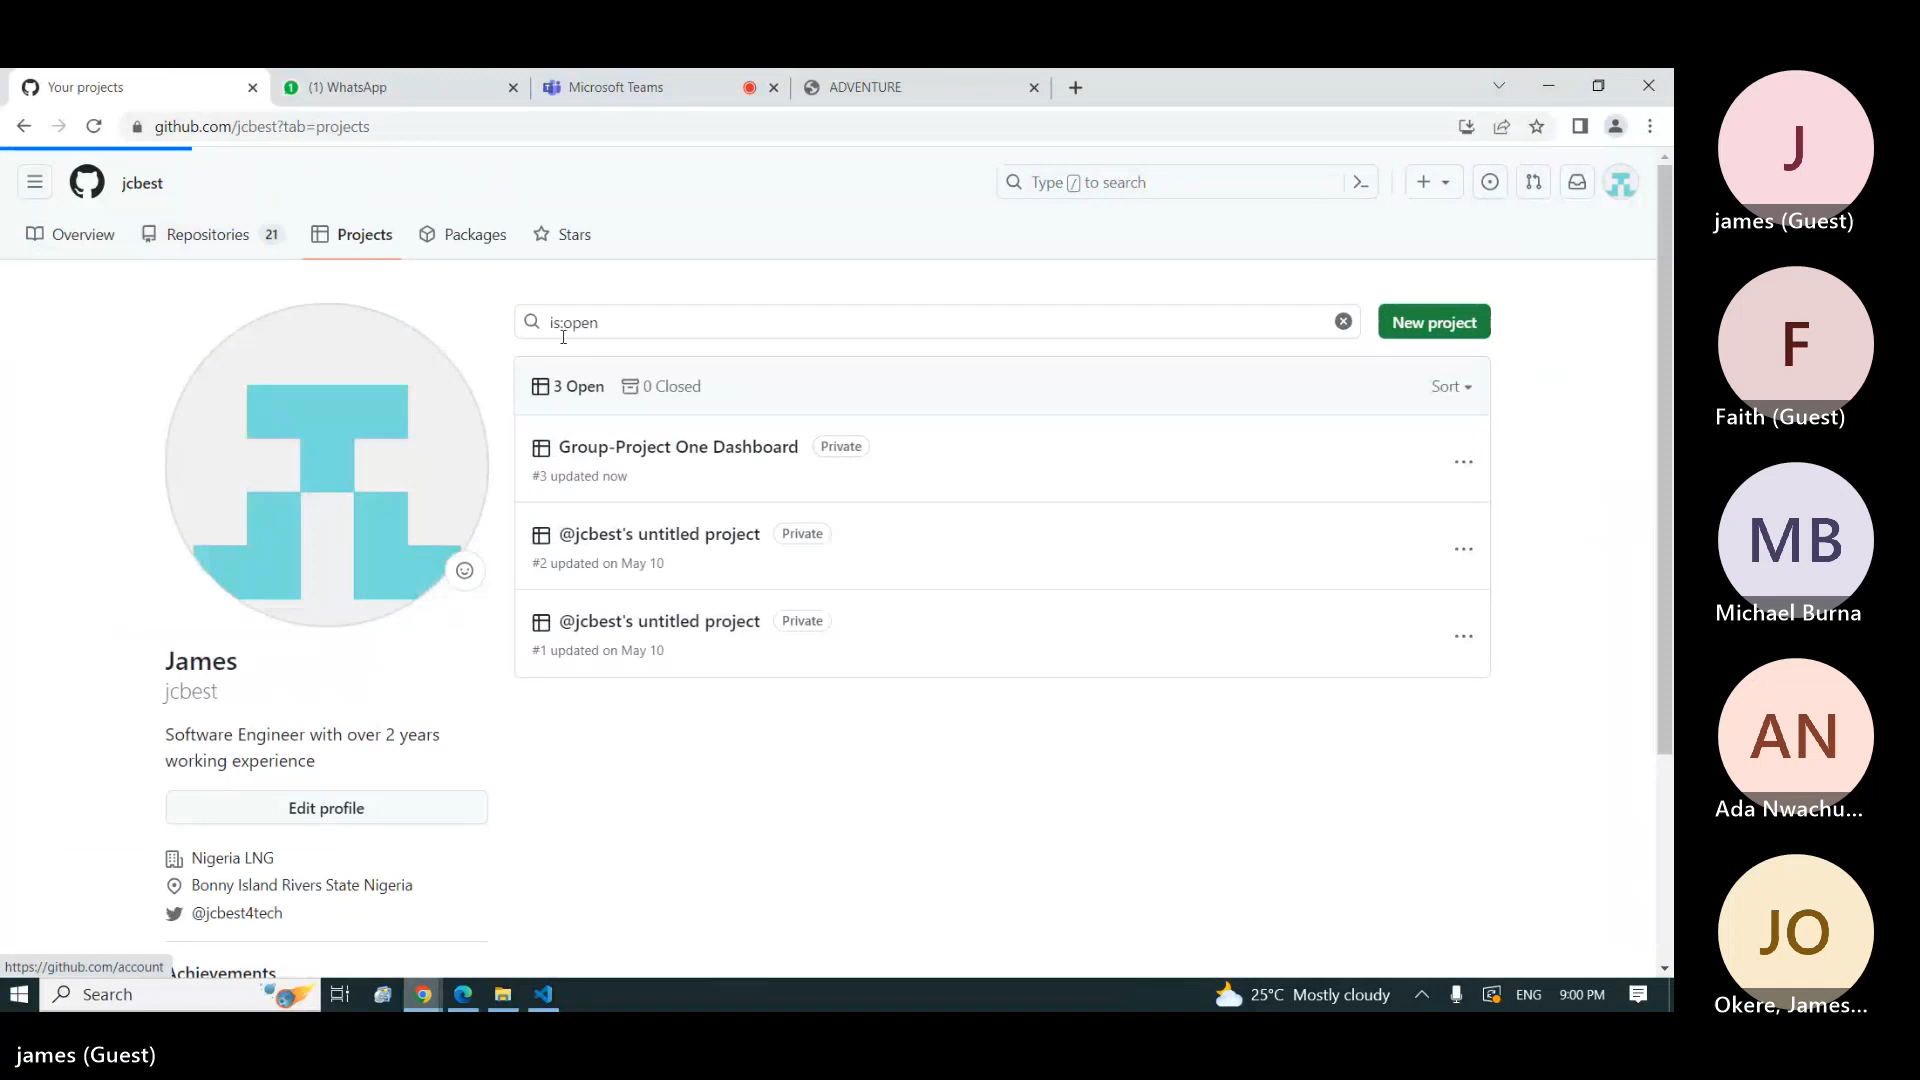 Your projects
1
(1) WhatsApp
Microsoft Teams
ADVENTURE
github.com/jcbest?tab=projects
jcbest
Type / to search
Overview
Repositories 21
Projects
Packages
Stars
is:open
New project
3 Open
0 Closed
Sort
Group-Project One Dashboard
Private
#3 updated now
@jcbest's untitled project
Private
#2 updated on May 10
@jcbest's untitled project
Private
#1 updated on May 10
James
jcbest
Software Engineer with over 2 years
working experience
Edit profile
Nigeria LNG
Bonny Island Rivers State Nigeria
@jcbest4tech
Achievements
https://github.com/account
Search
25°C Mostly cloudy
ENG
9:00 PM
J
james (Guest)
F
Faith (Guest)
MB
Michael Burna
AN
Ada Nwachu...
JO
Okere, James...
james (Guest)